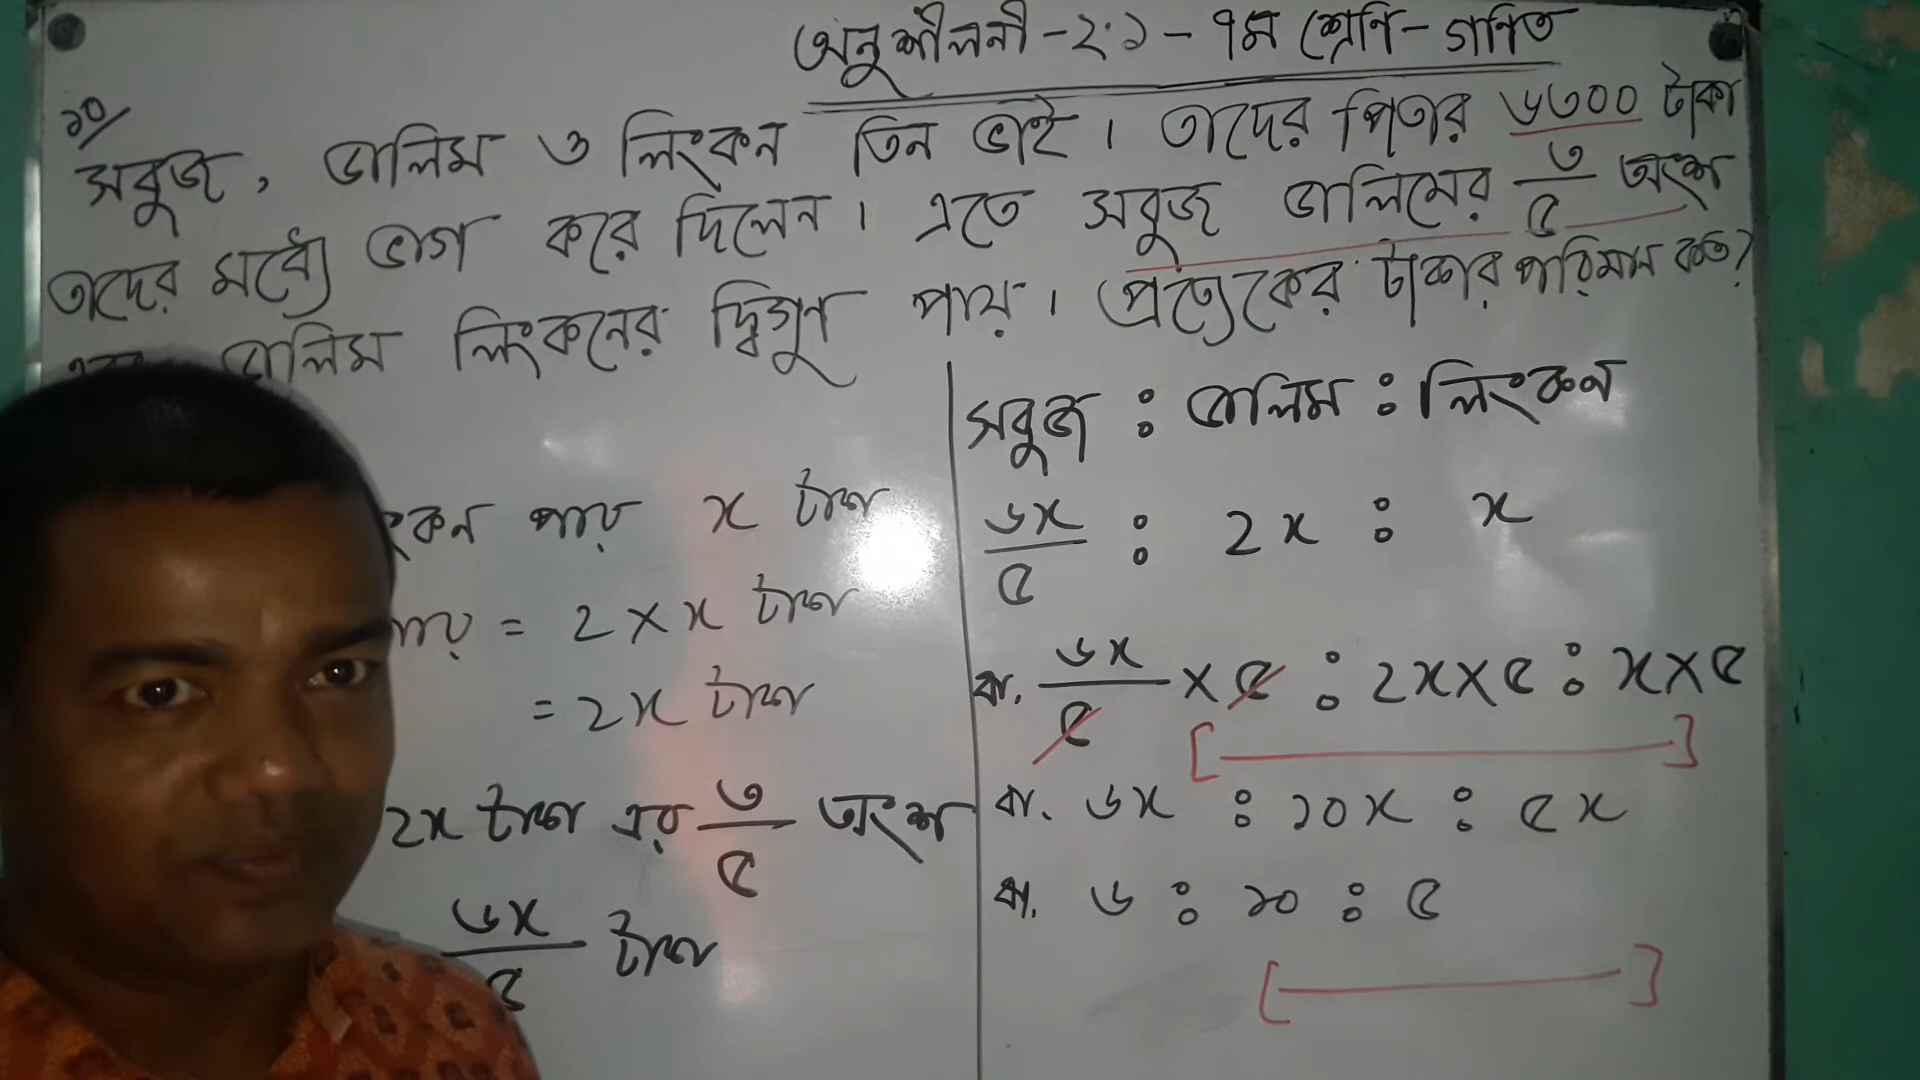 অনুশীলনী-২.১-৭ম শ্রেণি-গণিত
১০/
সবুজ, ডালিম ও লিংকন তিন ভাই। তাদের পিতার ৬৩০০ টাকা
তাদের মধ্যে ভাগ করে দিলেন। এতে সবুজ ডালিমের ৩/৫ অংশ
ডালিম লিংকনের দ্বিগুন পায়। প্রত্যেকের টাকার পরিমান কত?
কন পায় x টাকা
= 2 × x টাকা
= 2x টাকা
2x টাকা এর ৩/৫ অংশ
৬x/৫ টাকা
সবুজ : ডালিম : লিংকন
৬x/৫ : 2x : x
বা. ৬x/৫ × ৫ : 2x×৫ : x×৫
[ ]
বা. ৬x : ১0x : ৫x
বা. ৬ : ১০ : ৫
[ ]